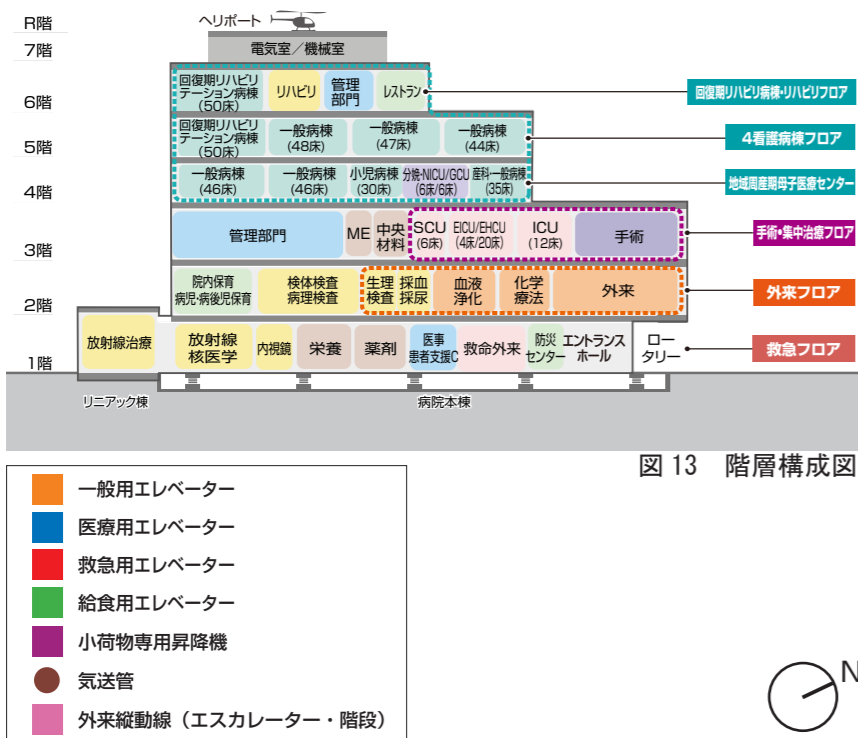 R階
ヘリポート
7階
電気室／機械室
6階
回復期リハビリ
テーション病棟
(50床)
リハビリ
管理
部門
レストラン
回復期リハビリ病棟・リハビリフロア
5階
回復期リハビリ
テーション病棟
(50床)
一般病棟
(48床)
一般病棟
(47床)
一般病棟
(44床)
4看護病棟フロア
4階
一般病棟
(46床)
一般病棟
(46床)
小児病棟
(30床)
分娩・NICU/GCU
(6床/6床)
産科・一般病棟
(35床)
地域周産期母子医療センター
3階
管理部門
ME
中央
材料
SCU
(6床)
EICU/EHCU
(4床/20床)
ICU
(12床)
手術
手術・集中治療フロア
2階
院内保育
病児・病後児保育
検体検査
病理検査
生理
検査
採血
採尿
血液
浄化
化学
療法
外来
外来フロア
1階
放射線治療
放射線
核医学
内視鏡
栄養
薬剤
医事
患者支援C
救命外来
防災
センター
エントランス
ホール
ロー
タリー
救急フロア
リニアック棟
病院本棟
図 13 階層構成図
一般用エレベーター
医療用エレベーター
救急用エレベーター
給食用エレベーター
小荷物専用昇降機
気送管
外来縦動線（エスカレーター・階段）
N